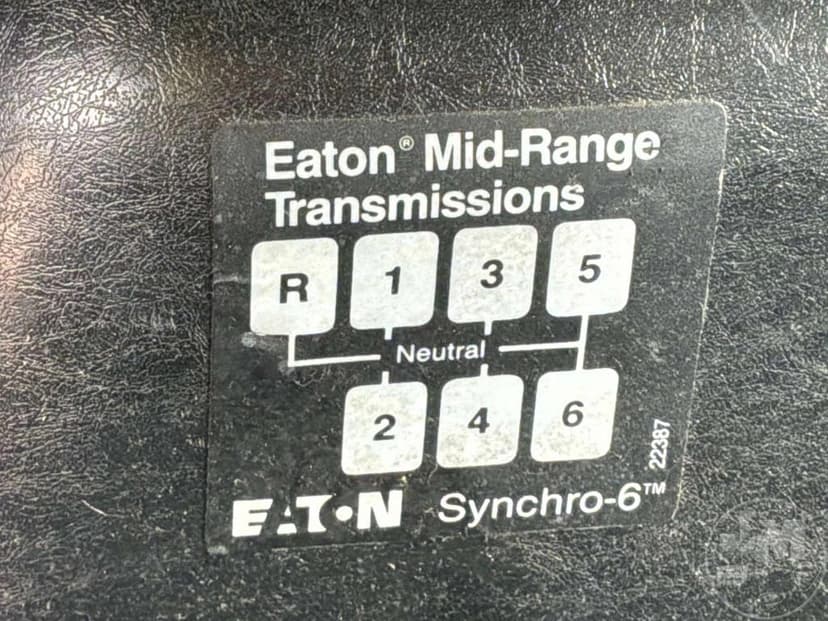 Eaton® Mid-Range
Transmissions
R 1 3 5
Neutral
2 4 6
22387
EATON Synchro-6™